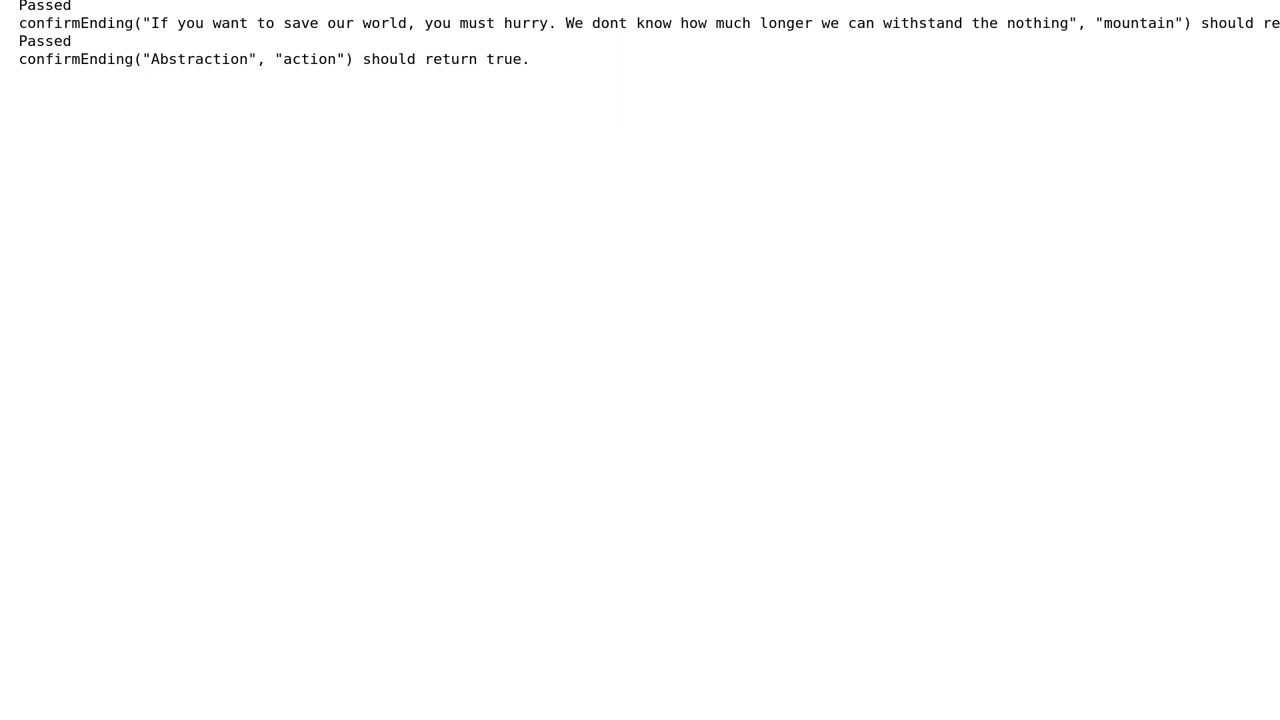 Passed
confirmEnding("If you want to save our world, you must hurry. We dont know how much longer we can withstand the nothing", "mountain") should re
Passed
confirmEnding("Abstraction", "action") should return true.